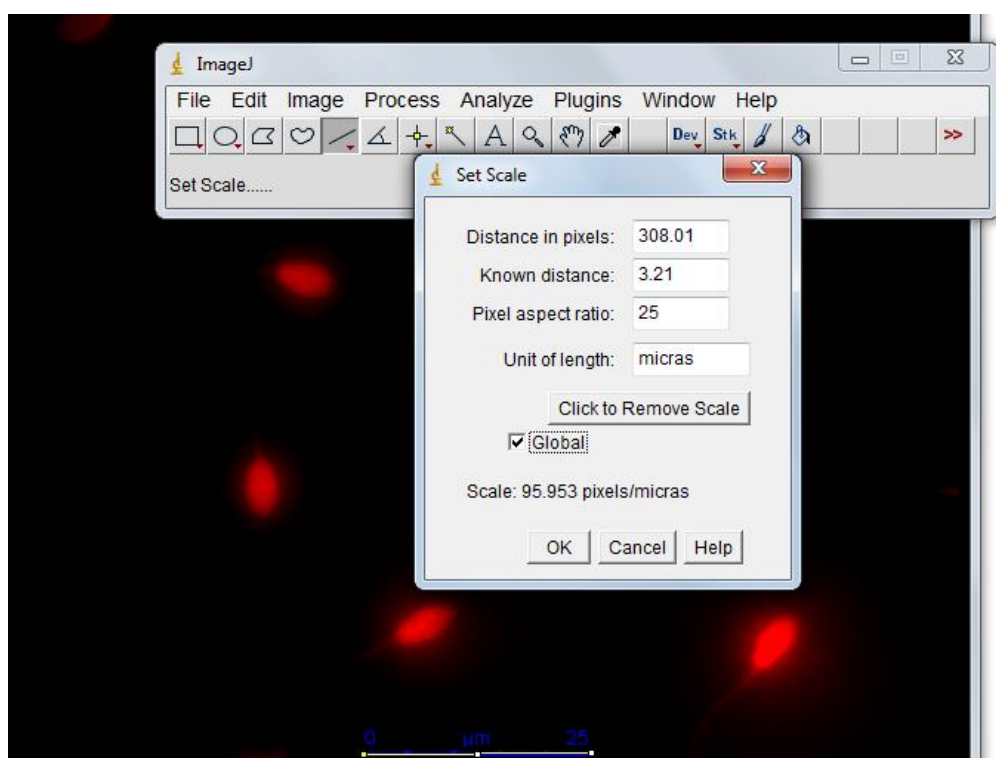 ImageJ
File Edit Image Process Analyze Plugins Window Help
A Dev Stk >>
Set Scale......
Set Scale
Distance in pixels: 308.01
Known distance: 3.21
Pixel aspect ratio: 25
Unit of length: micras
Click to Remove Scale
Global
Scale: 95.953 pixels/micras
OK Cancel Help
0 µm 25